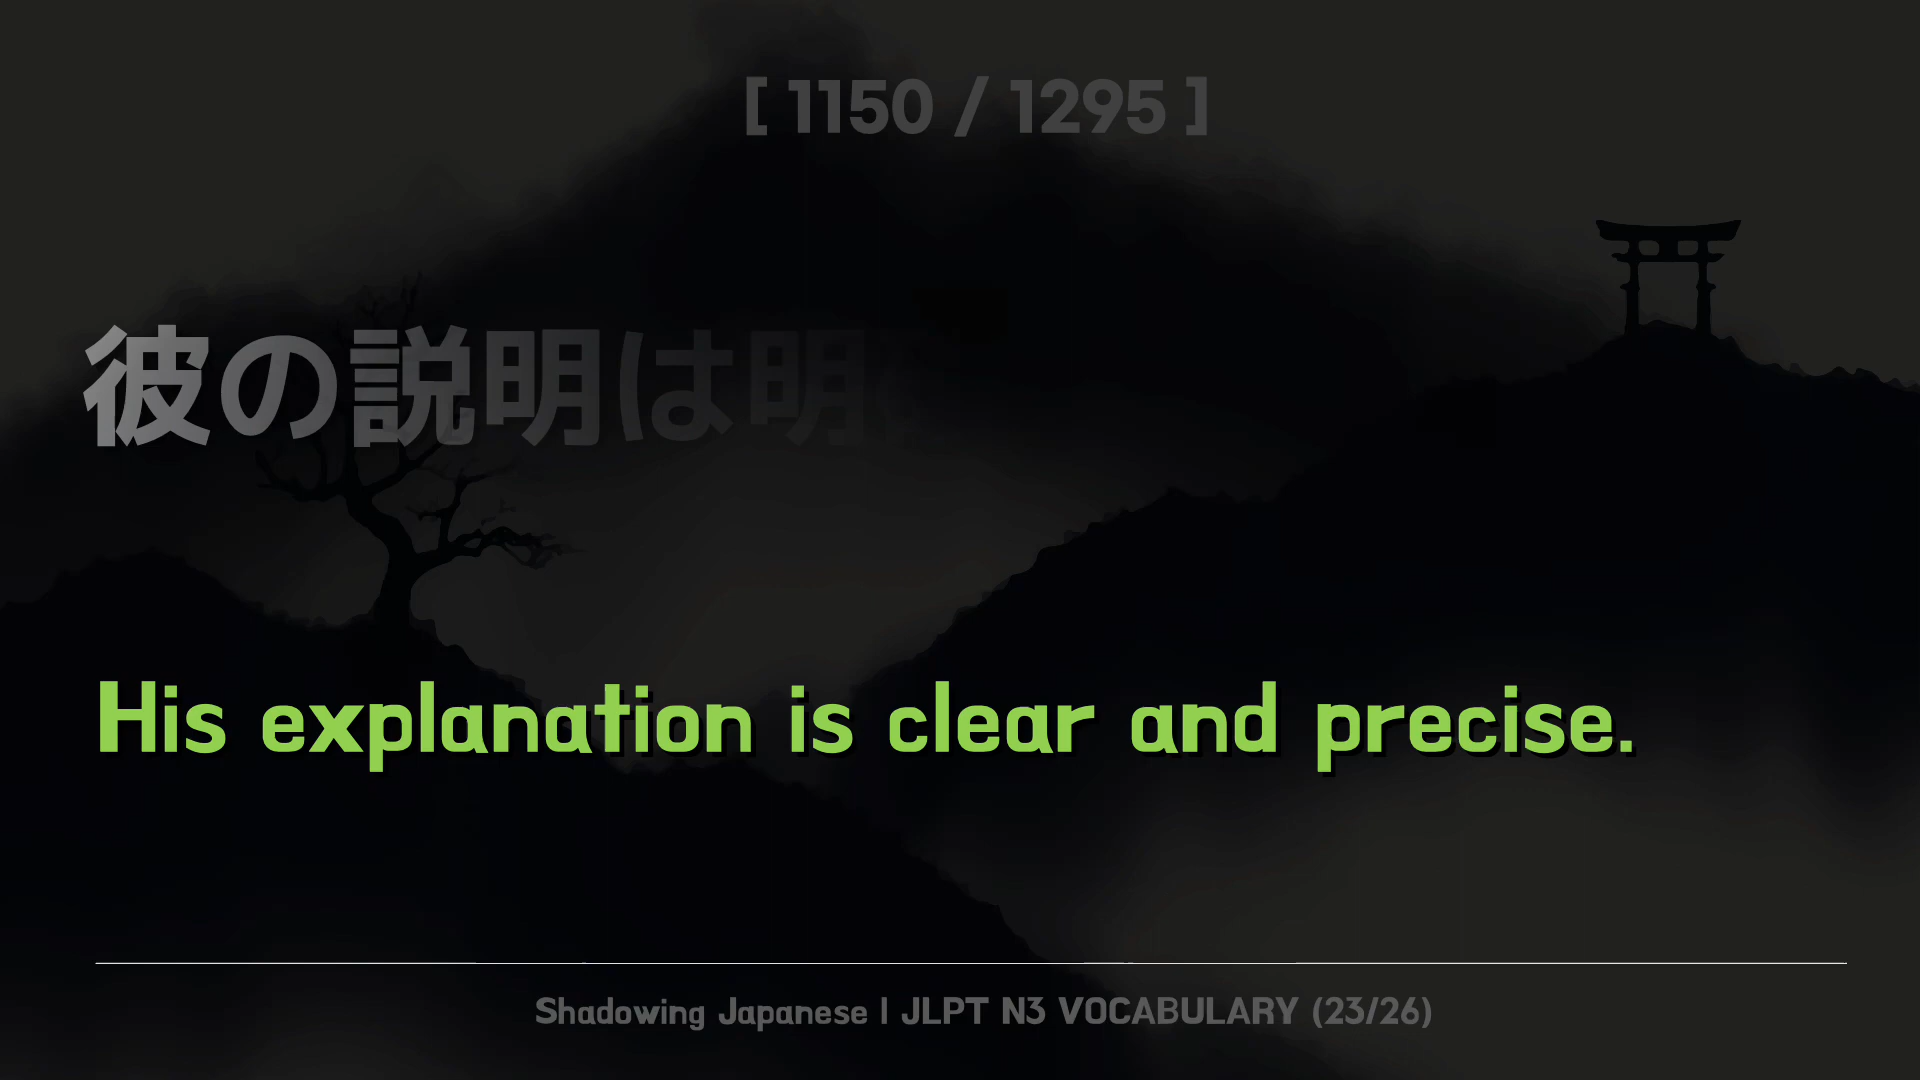 [ 1150 / 1295 ]
彼の説明は明
His explanation is clear and precise.
Shadowing Japanese | JLPT N3 VOCABULARY (23/26)